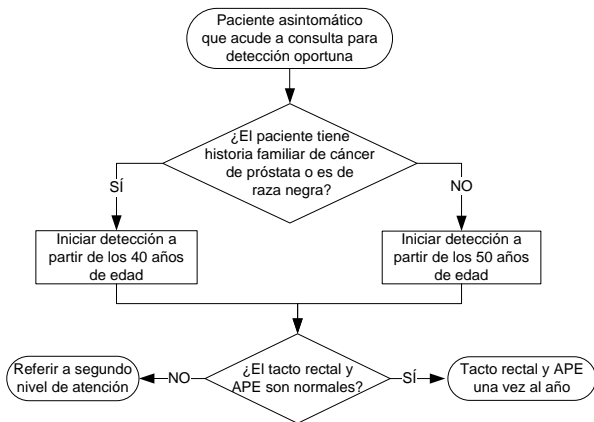 Paciente asintomático
que acude a consulta para
detección oportuna
¿El paciente tiene
historia familiar de cáncer
de próstata o es de
raza negra?
SÍ
NO
Iniciar detección a
partir de los 40 años
de edad
Iniciar detección a
partir de los 50 años
de edad
Referir a segundo
nivel de atención
NO
¿El tacto rectal y
APE son normales?
SÍ
Tacto rectal y APE
una vez al año